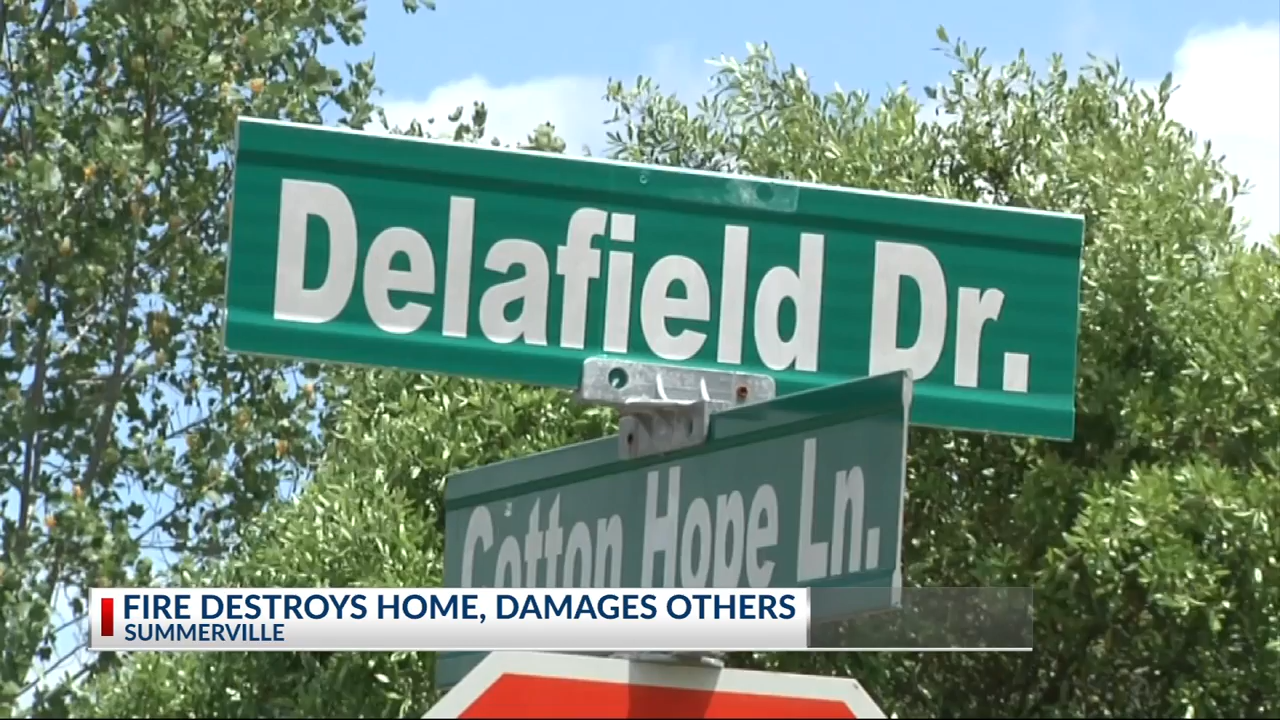 Delafield Dr.
Cotton Hope Ln.
FIRE DESTROYS HOME, DAMAGES OTHERS
SUMMERVILLE